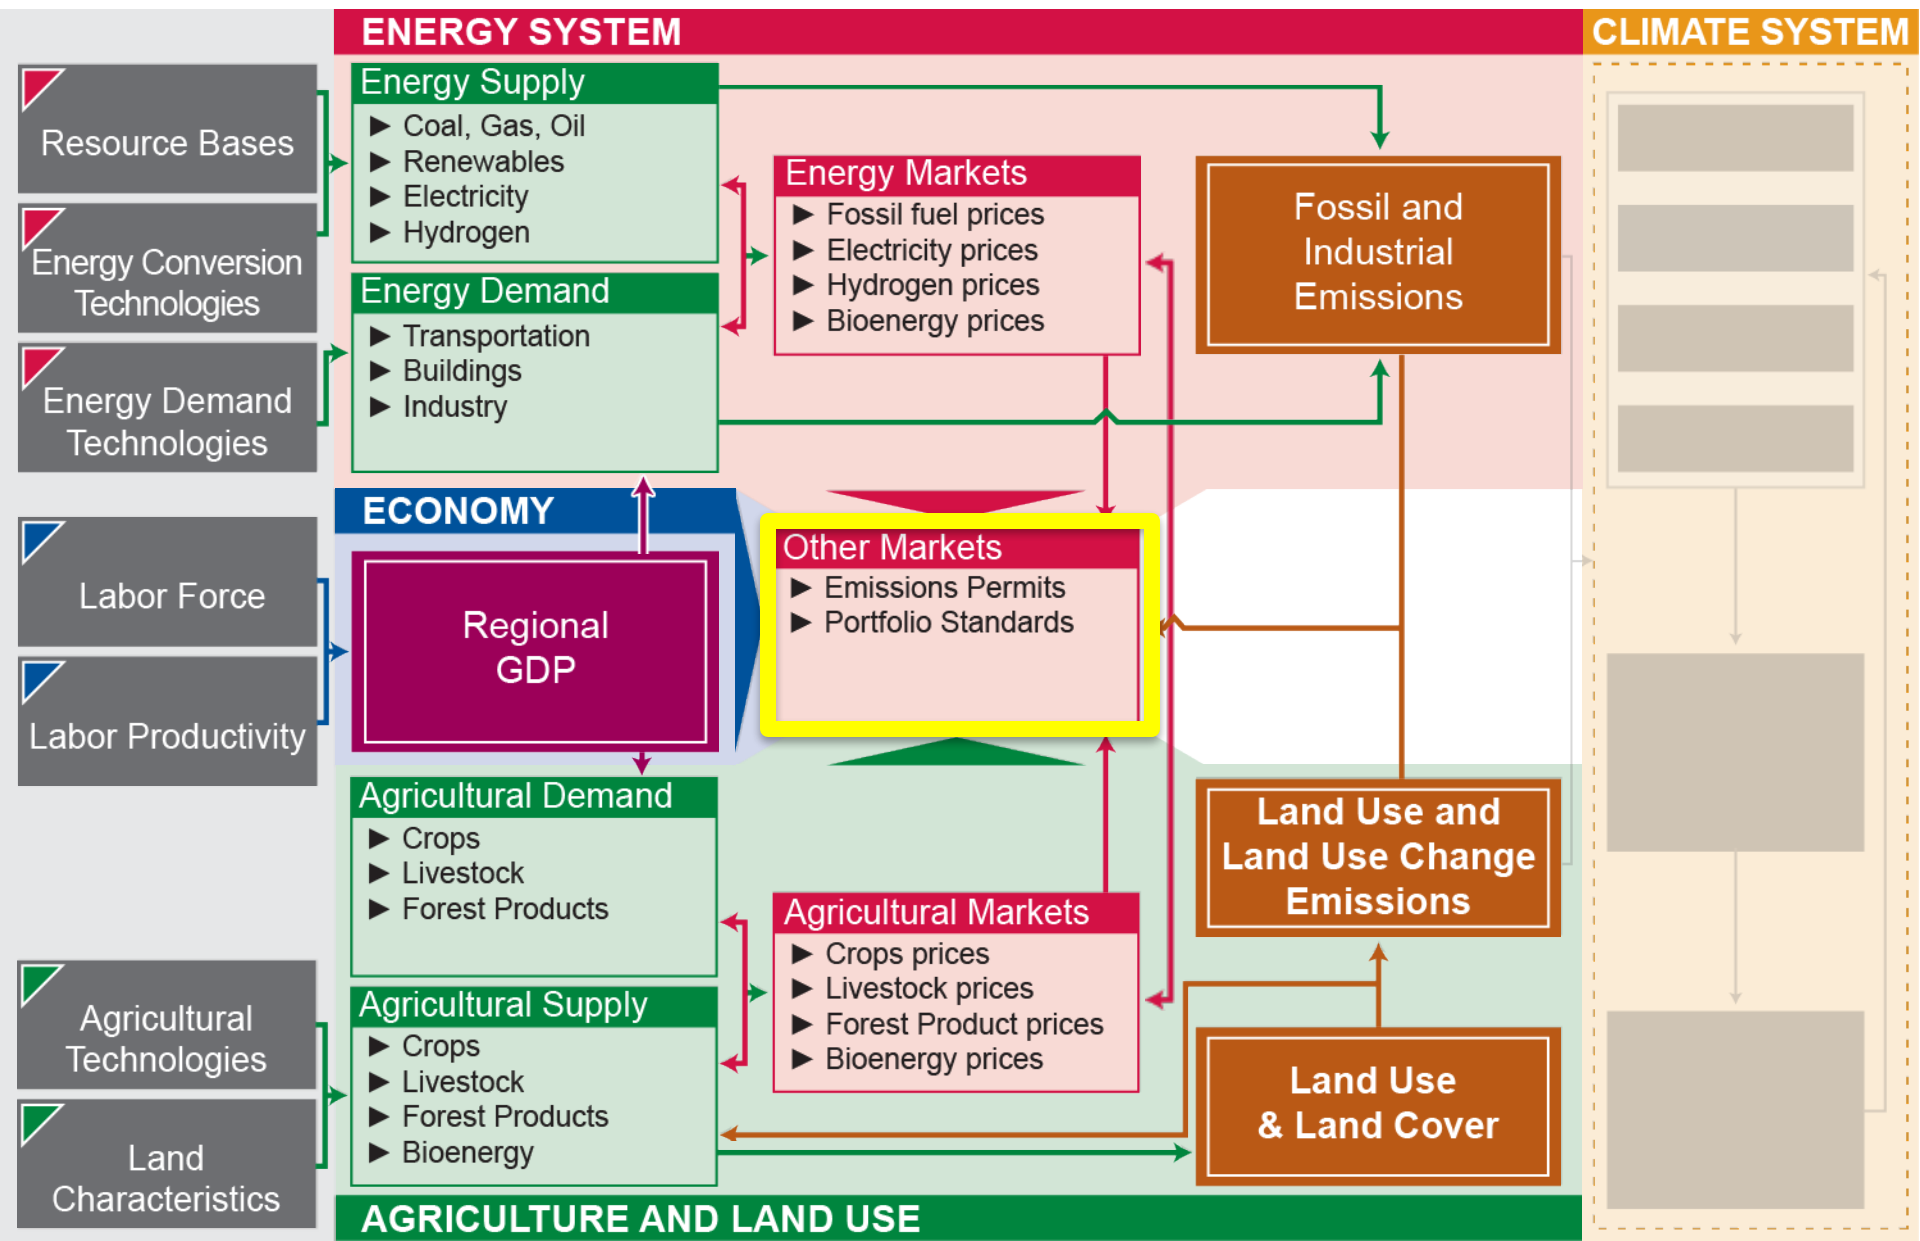 ENERGY SYSTEM
CLIMATE SYSTEM
Resource Bases
Energy Conversion
Technologies
Energy Demand
Technologies
Labor Force
Labor Productivity
Agricultural
Technologies
Land
Characteristics
Energy Supply
► Coal, Gas, Oil
► Renewables
► Electricity
► Hydrogen
Energy Demand
► Transportation
► Buildings
► Industry
Energy Markets
► Fossil fuel prices
► Electricity prices
► Hydrogen prices
► Bioenergy prices
Fossil and
Industrial
Emissions
ECONOMY
Regional
GDP
Other Markets
► Emissions Permits
► Portfolio Standards
Agricultural Demand
► Crops
► Livestock
► Forest Products
Agricultural Supply
► Crops
► Livestock
► Forest Products
► Bioenergy
Agricultural Markets
► Crops prices
► Livestock prices
► Forest Product prices
► Bioenergy prices
Land Use and
Land Use Change
Emissions
Land Use
& Land Cover
AGRICULTURE AND LAND USE